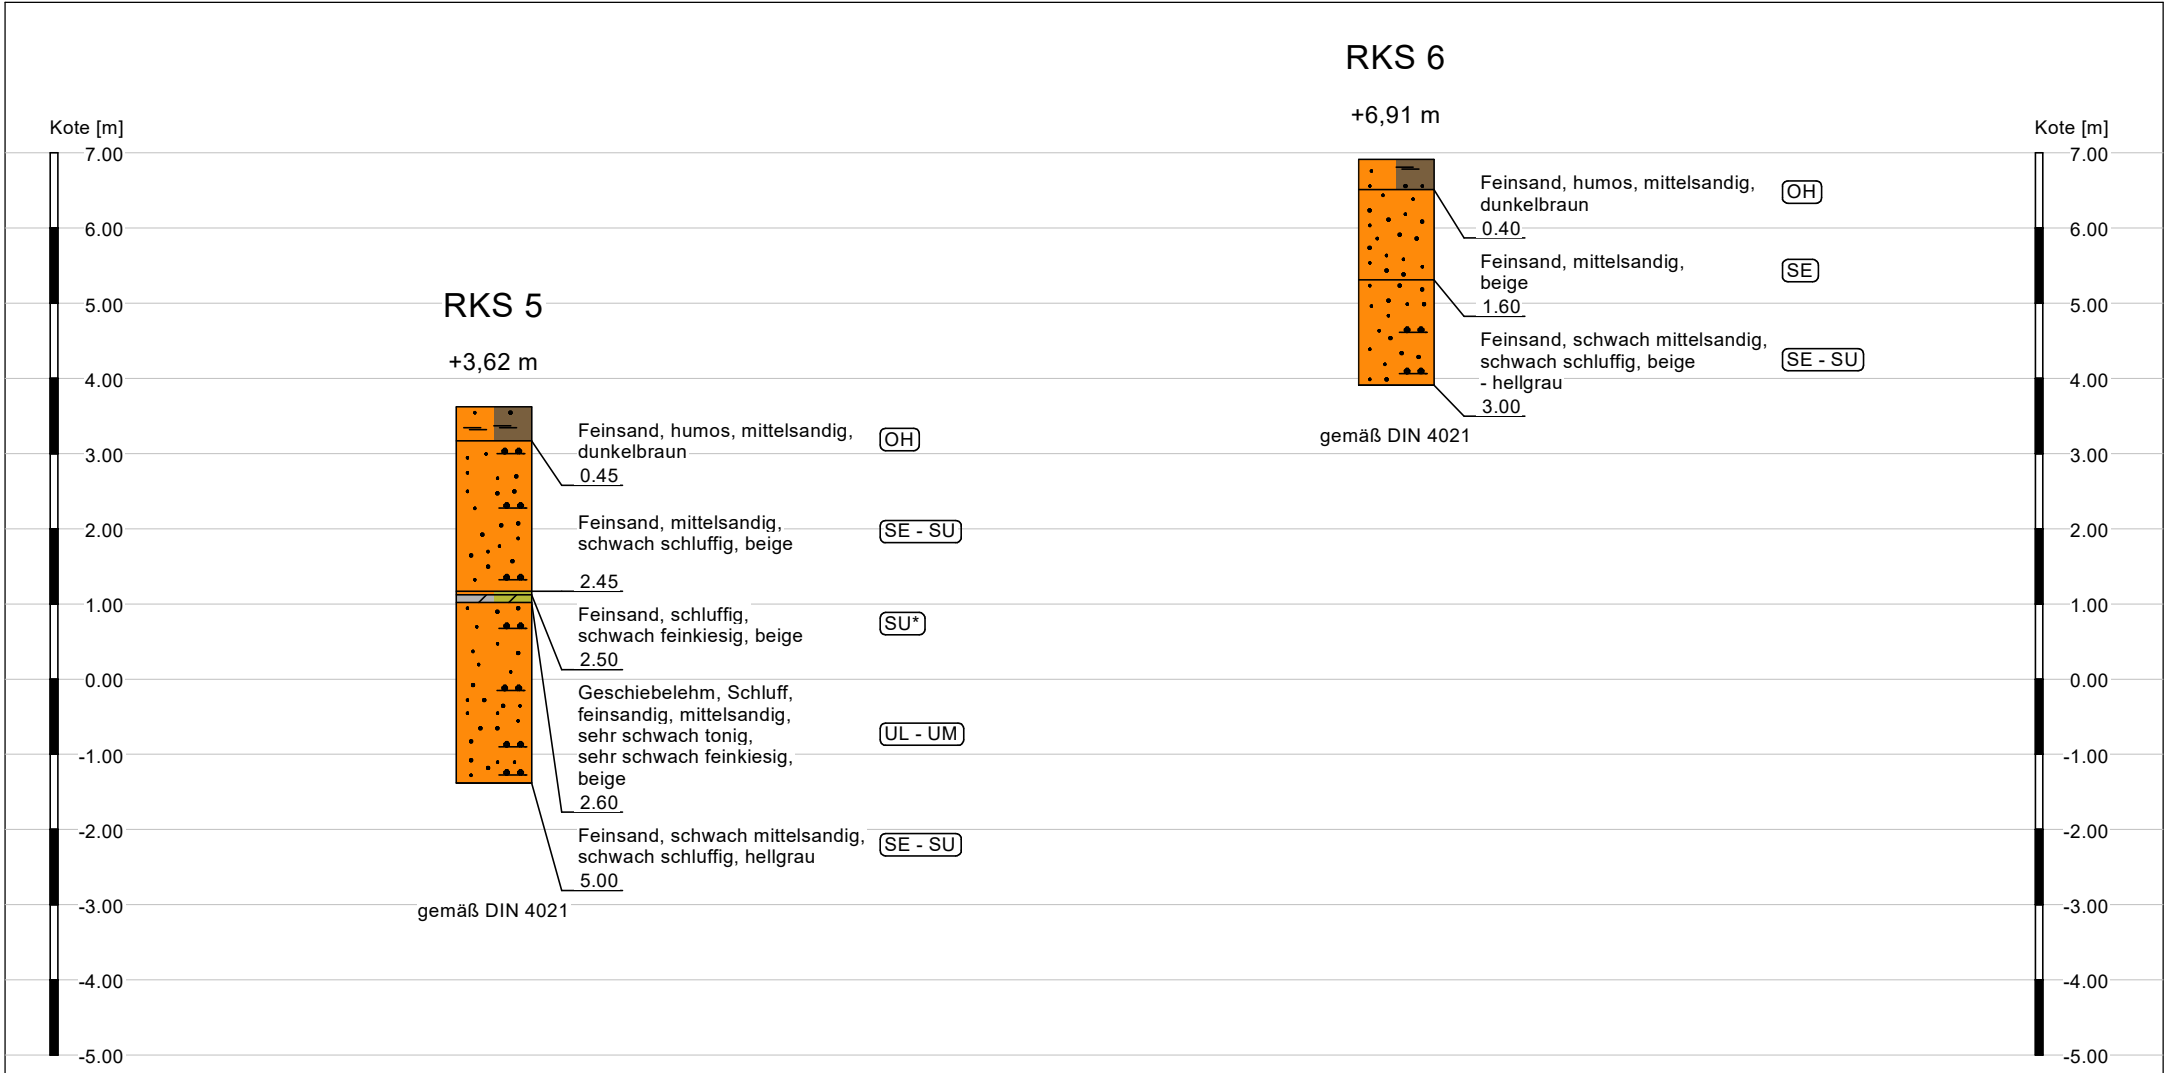 RKS 6
+6,91 m
Kote [m]
7.00
6.00
5.00
4.00
3.00
2.00
1.00
0.00
-1.00
-2.00
-3.00
-4.00
-5.00
RKS 5
+3,62 m
Feinsand, humos, mittelsandig,
dunkelbraun
0.45
OH
Feinsand, mittelsandig,
schwach schluffig, beige
2.45
SE - SU
Feinsand, schluffig,
schwach feinkiesig, beige
2.50
SU*
Geschiebelehm, Schluff,
feinsandig, mittelsandig,
sehr schwach tonig,
sehr schwach feinkiesig,
beige
2.60
UL - UM
Feinsand, schwach mittelsandig,
schwach schluffig, hellgrau
5.00
SE - SU
gemäß DIN 4021
Feinsand, humos, mittelsandig,
dunkelbraun
0.40
OH
Feinsand, mittelsandig,
beige
1.60
SE
Feinsand, schwach mittelsandig,
schwach schluffig, beige
- hellgrau
3.00
SE - SU
gemäß DIN 4021
Kote [m]
7.00
6.00
5.00
4.00
3.00
2.00
1.00
0.00
-1.00
-2.00
-3.00
-4.00
-5.00